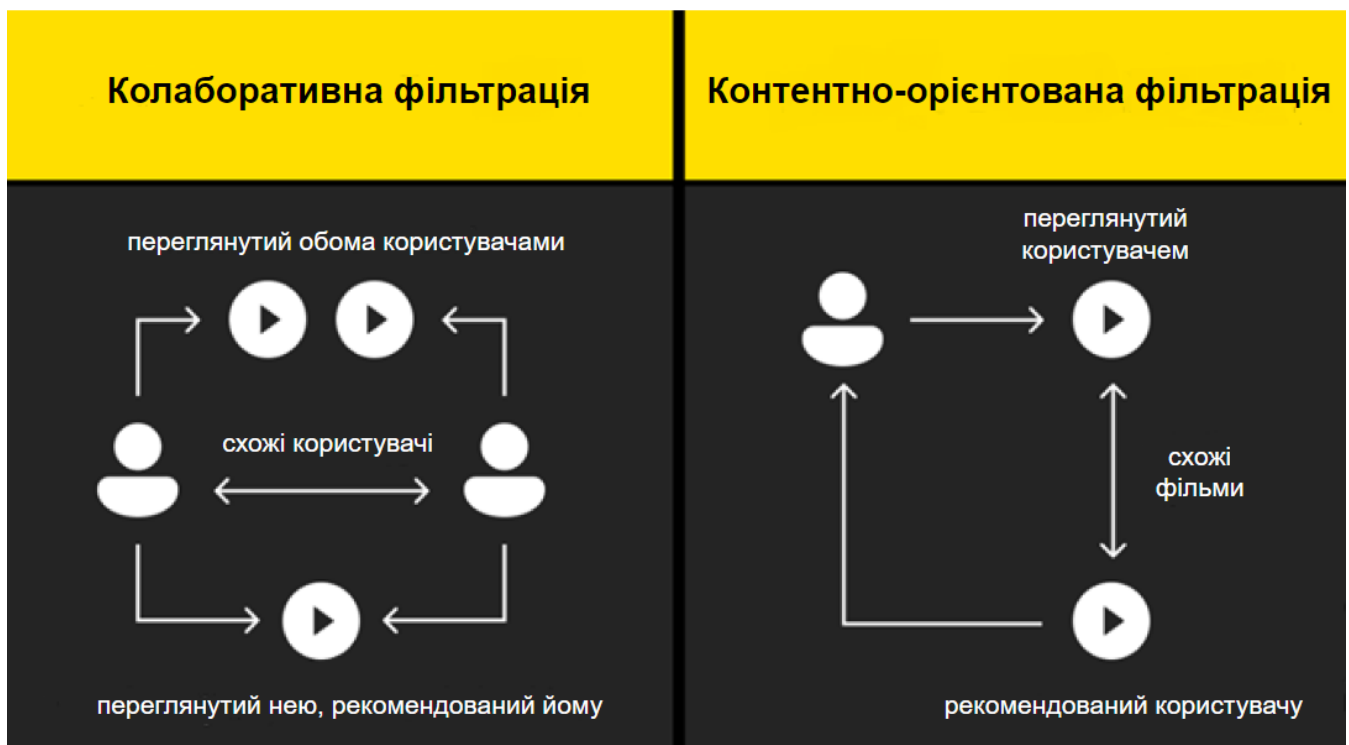 Колаборативна фільтрація
переглянутий обома користувачами
схожі користувачі
переглянутий нею, рекомендований йому
Контентно-орієнтована фільтрація
переглянутий
користувачем
схожі
фільми
рекомендований користувачу